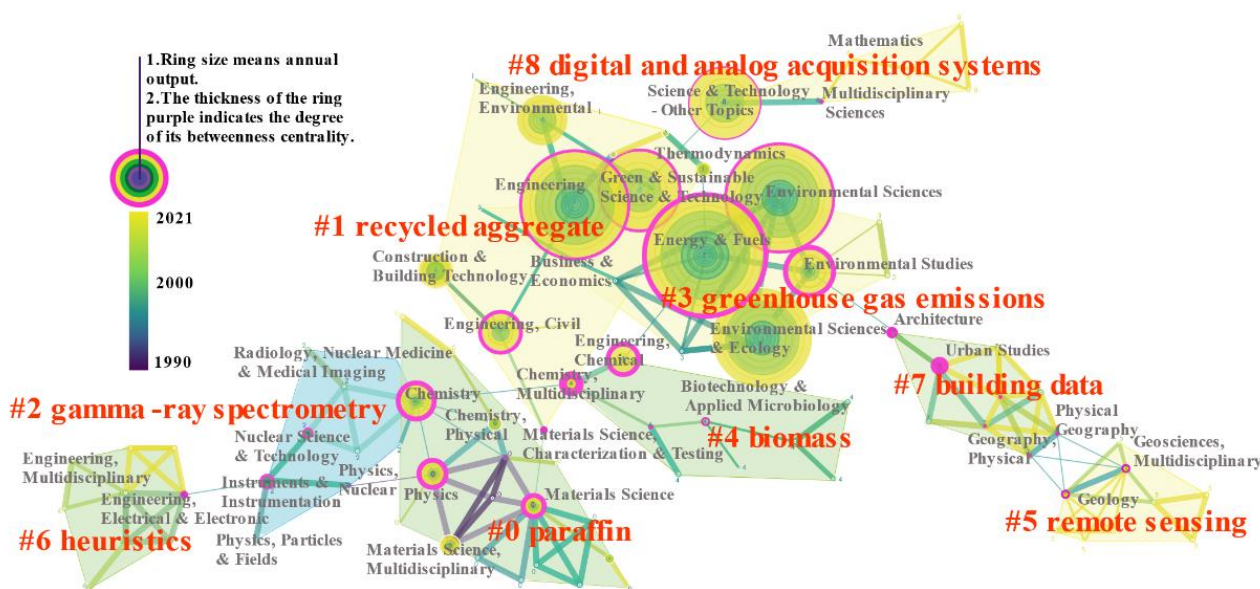 1.Ring size means annual
output.
2.The thickness of the ring
purple indicates the degree
of its betweenness centrality.
2021
2000
1990
Mathematics
#8 digital and analog acquisition systems
Engineering,
Environmental
Science & Technology
- Other Topics
Multidisciplinary
Sciences
Thermodynamics
Engineering
Green & Sustainable
Science & Technology
Environmental Sciences
#1 recycled aggregate
Energy & Fuels
Construction &
Building Technology
Business &
Economics
Environmental Studies
#3 greenhouse gas emissions
Engineering, Civil
Engineering,
Chemical
Environmental Sciences
& Ecology
Architecture
Radiology, Nuclear Medicine
& Medical Imaging
Urban Studies
Chemistry
Chemistry,
Multidisciplinary
Biotechnology &
Applied Microbiology
#7 building data
#2 gamma -ray spectrometry
Chemistry,
Physical
#4 biomass
Physical
Geography
Nuclear Science
& Technology
Materials Science,
Characterization & Testing
Geography,
Physical
Geosciences,
Multidisciplinary
Engineering,
Multidisciplinary
Instruments &
Instrumentation
Physics,
Nuclear
Physics
Materials Science
Geology
Engineering,
Electrical & Electronic
#0 paraffin
#5 remote sensing
#6 heuristics
Physics, Particles
& Fields
Materials Science,
Multidisciplinary